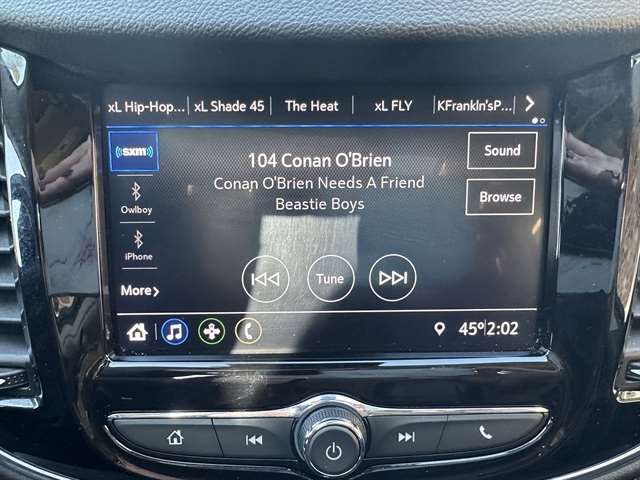 xL Hip-Hop... xL Shade 45 The Heat xL FLY KFrankln'sP...
sxm
104 Conan O'Brien
Sound
Conan O'Brien Needs A Friend
Owlboy
Beastie Boys
Browse
iPhone
More
Tune
45° 2:02